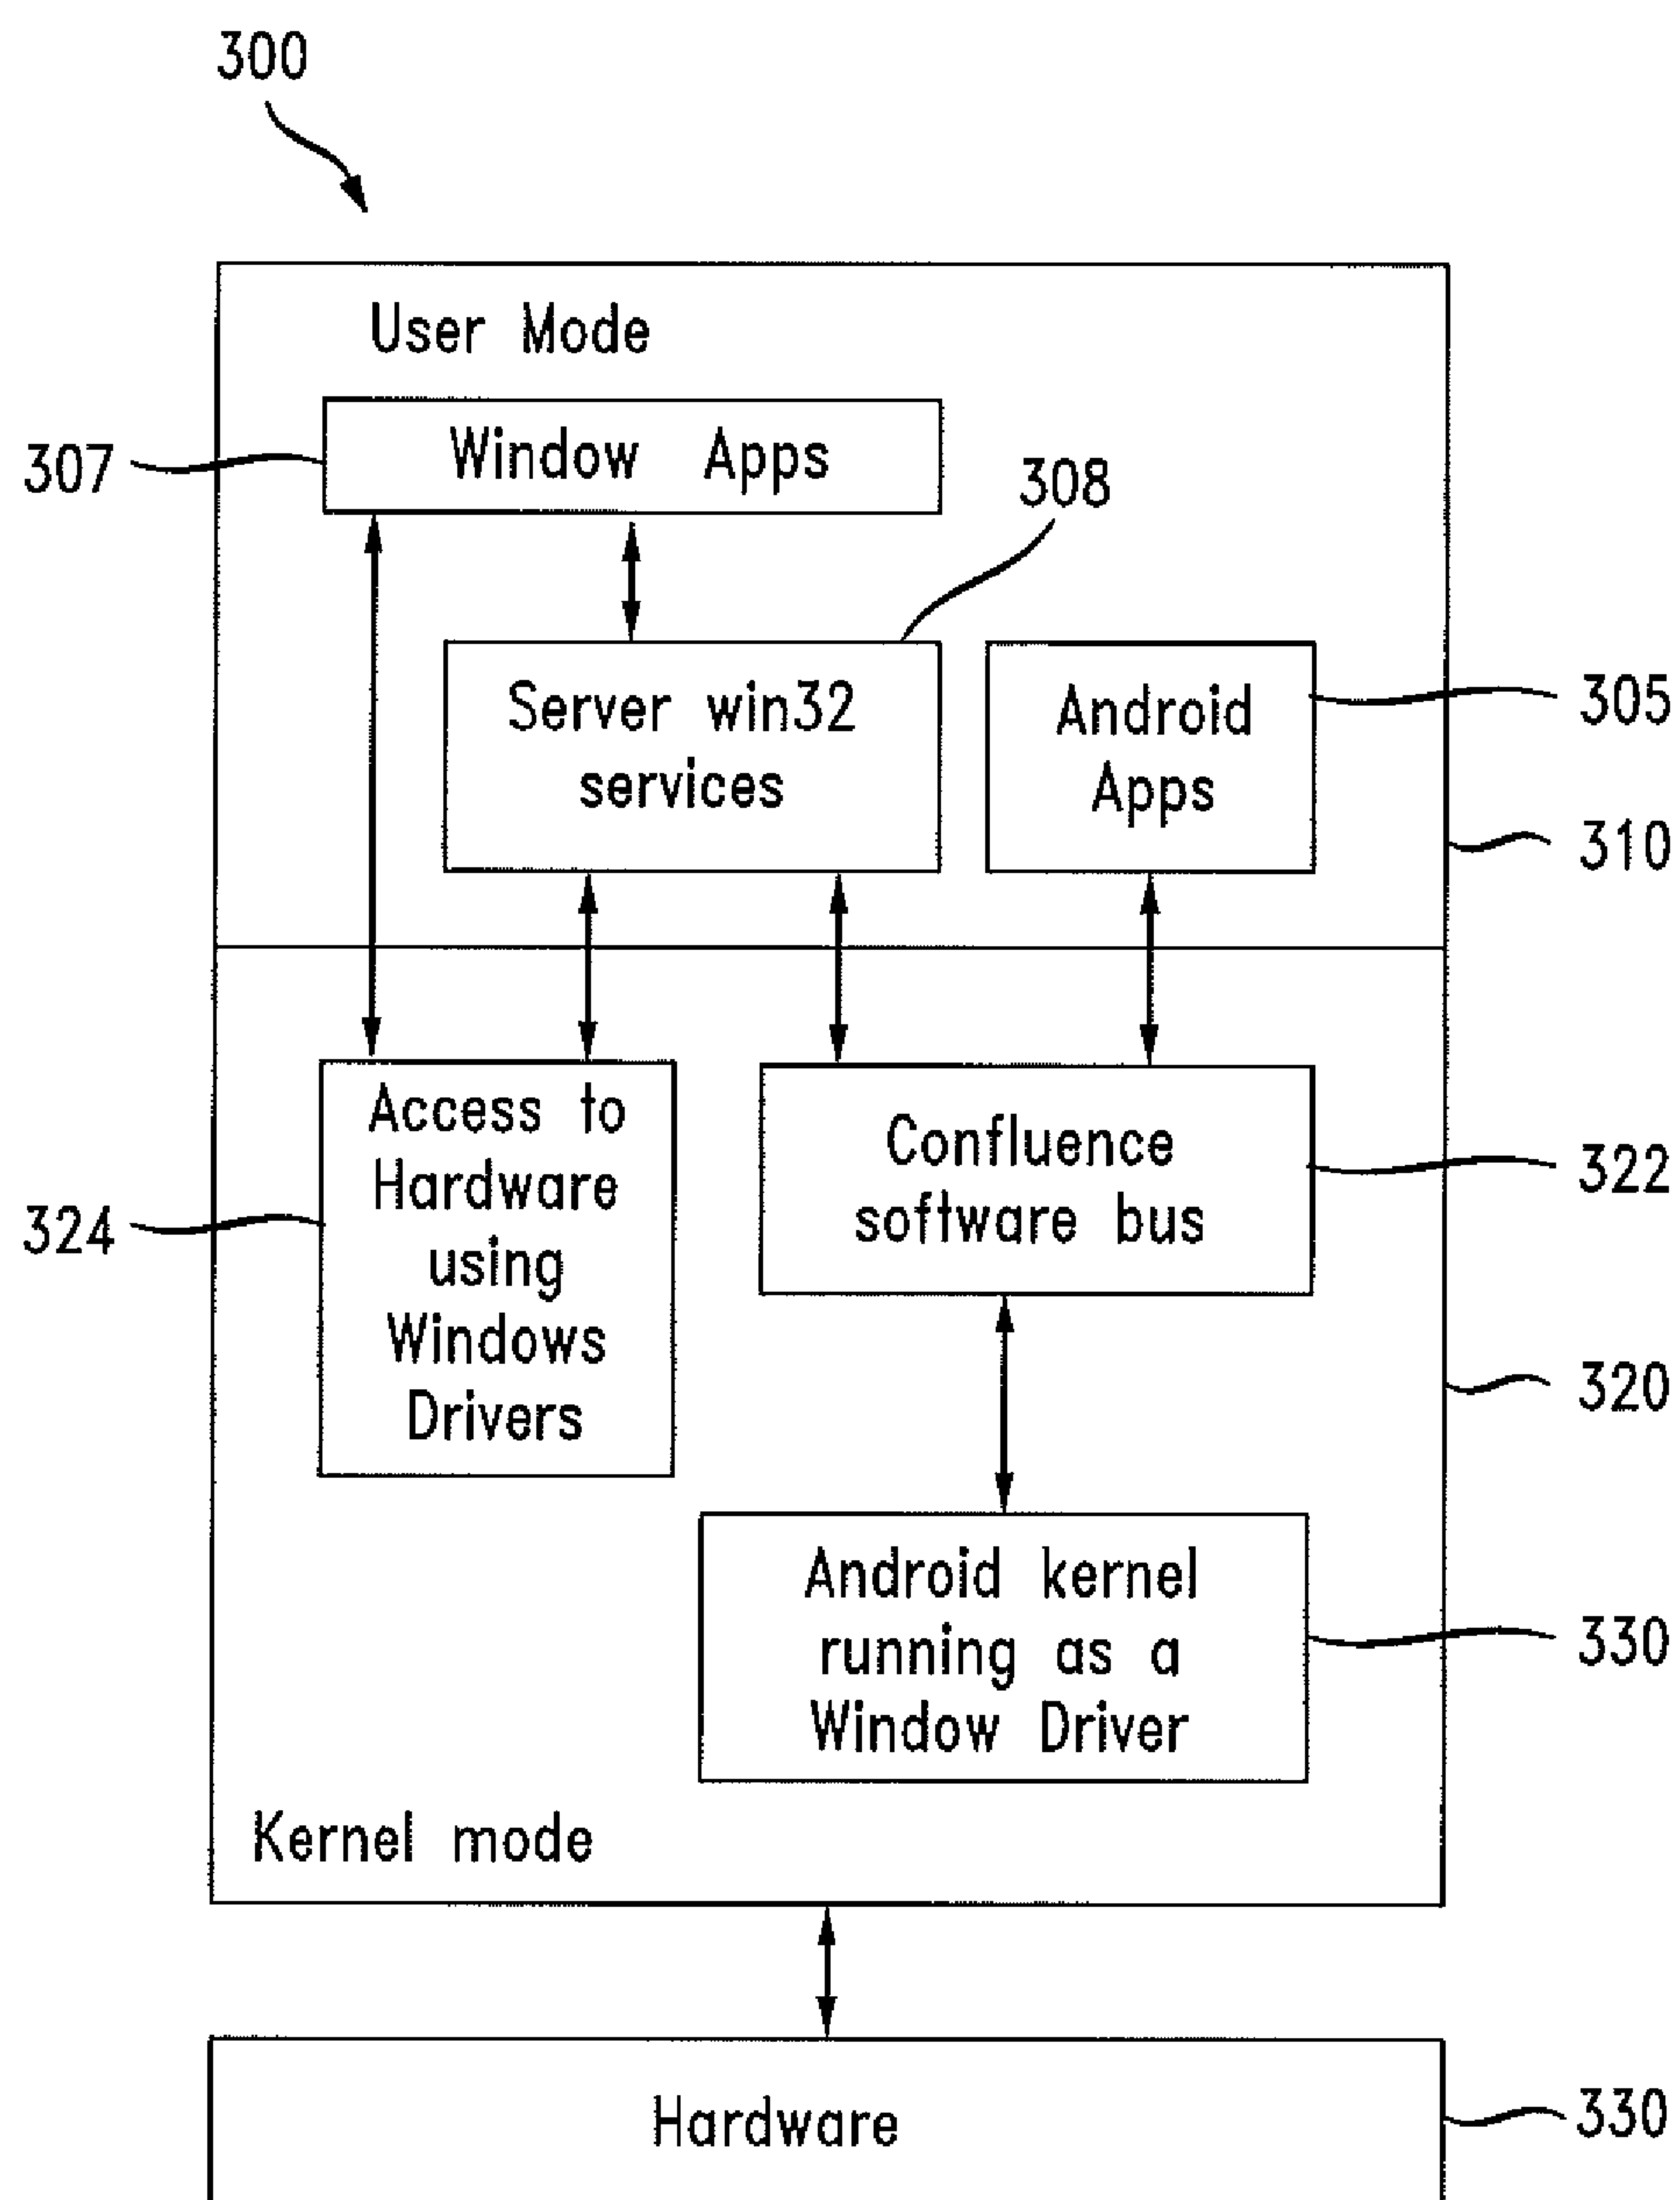 300
User Mode
Window Apps
307
308
Server win32
services
Android
Apps
305
310
Access to
Hardware
using
Windows
Drivers
324
Confluence
software bus
322
320
Android kernel
running as a
Window Driver
330
Kernel mode
Hardware
330